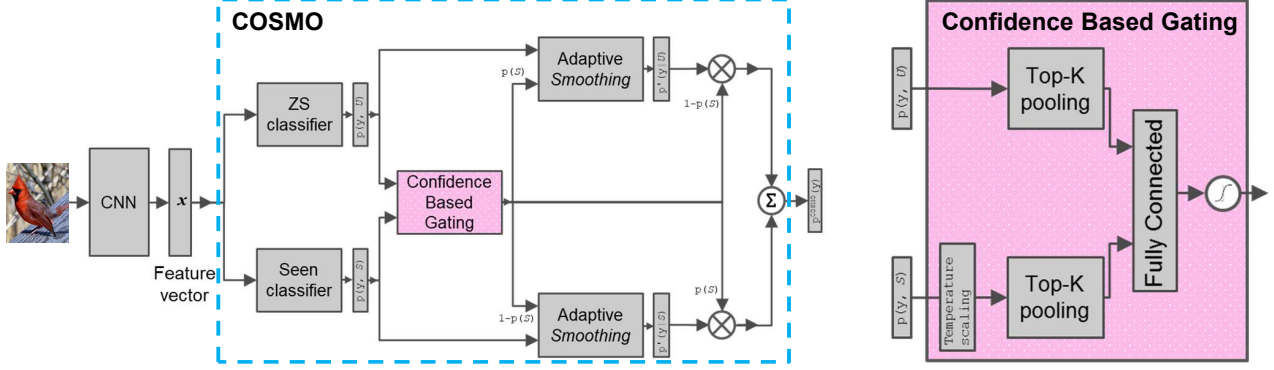 COSMO
CNN
x
Feature
vector
ZS
classifier
p(y, U)
Seen
classifier
p(y, S)
Confidence
Based
Gating
p(S)
Adaptive
Smoothing
p'(y|U)
1-p(S)
1-p(S)
Adaptive
Smoothing
p'(y|S)
p(S)
Σ
p^COSMO(y)
Confidence Based Gating
p(y, U)
Top-K
pooling
p(y, S)
Temperature
scaling
Top-K
pooling
Fully Connected